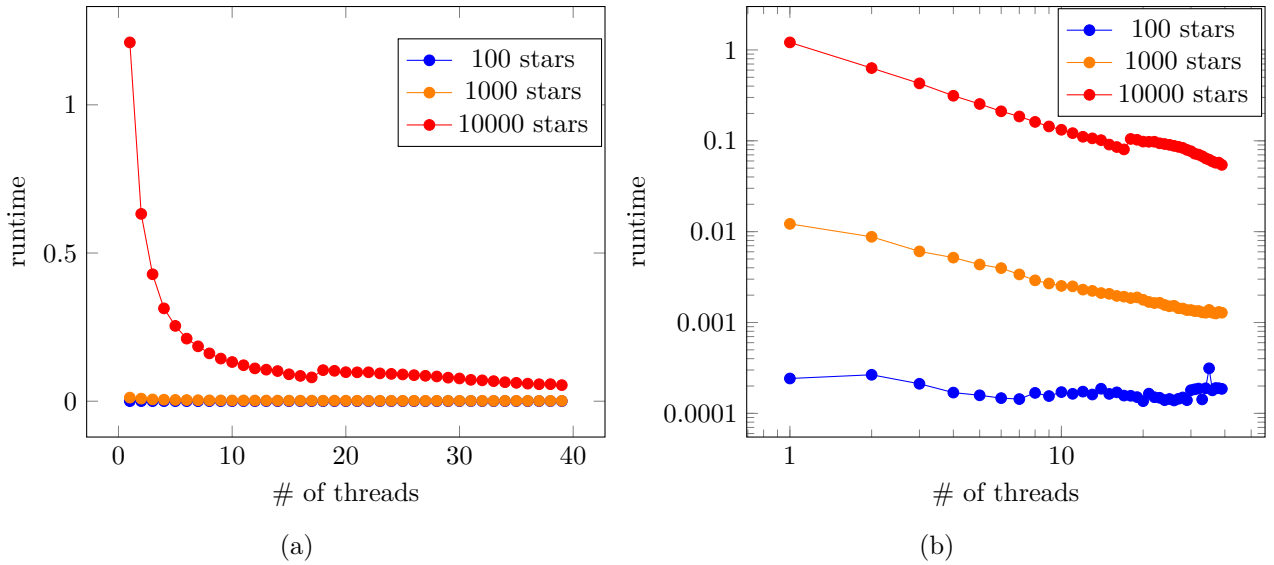 1
0.5
0
runtime
0
10
20
30
40
# of threads
100 stars
1000 stars
10000 stars
(a)
1
0.1
0.01
0.001
0.0001
runtime
1
10
# of threads
100 stars
1000 stars
10000 stars
(b)